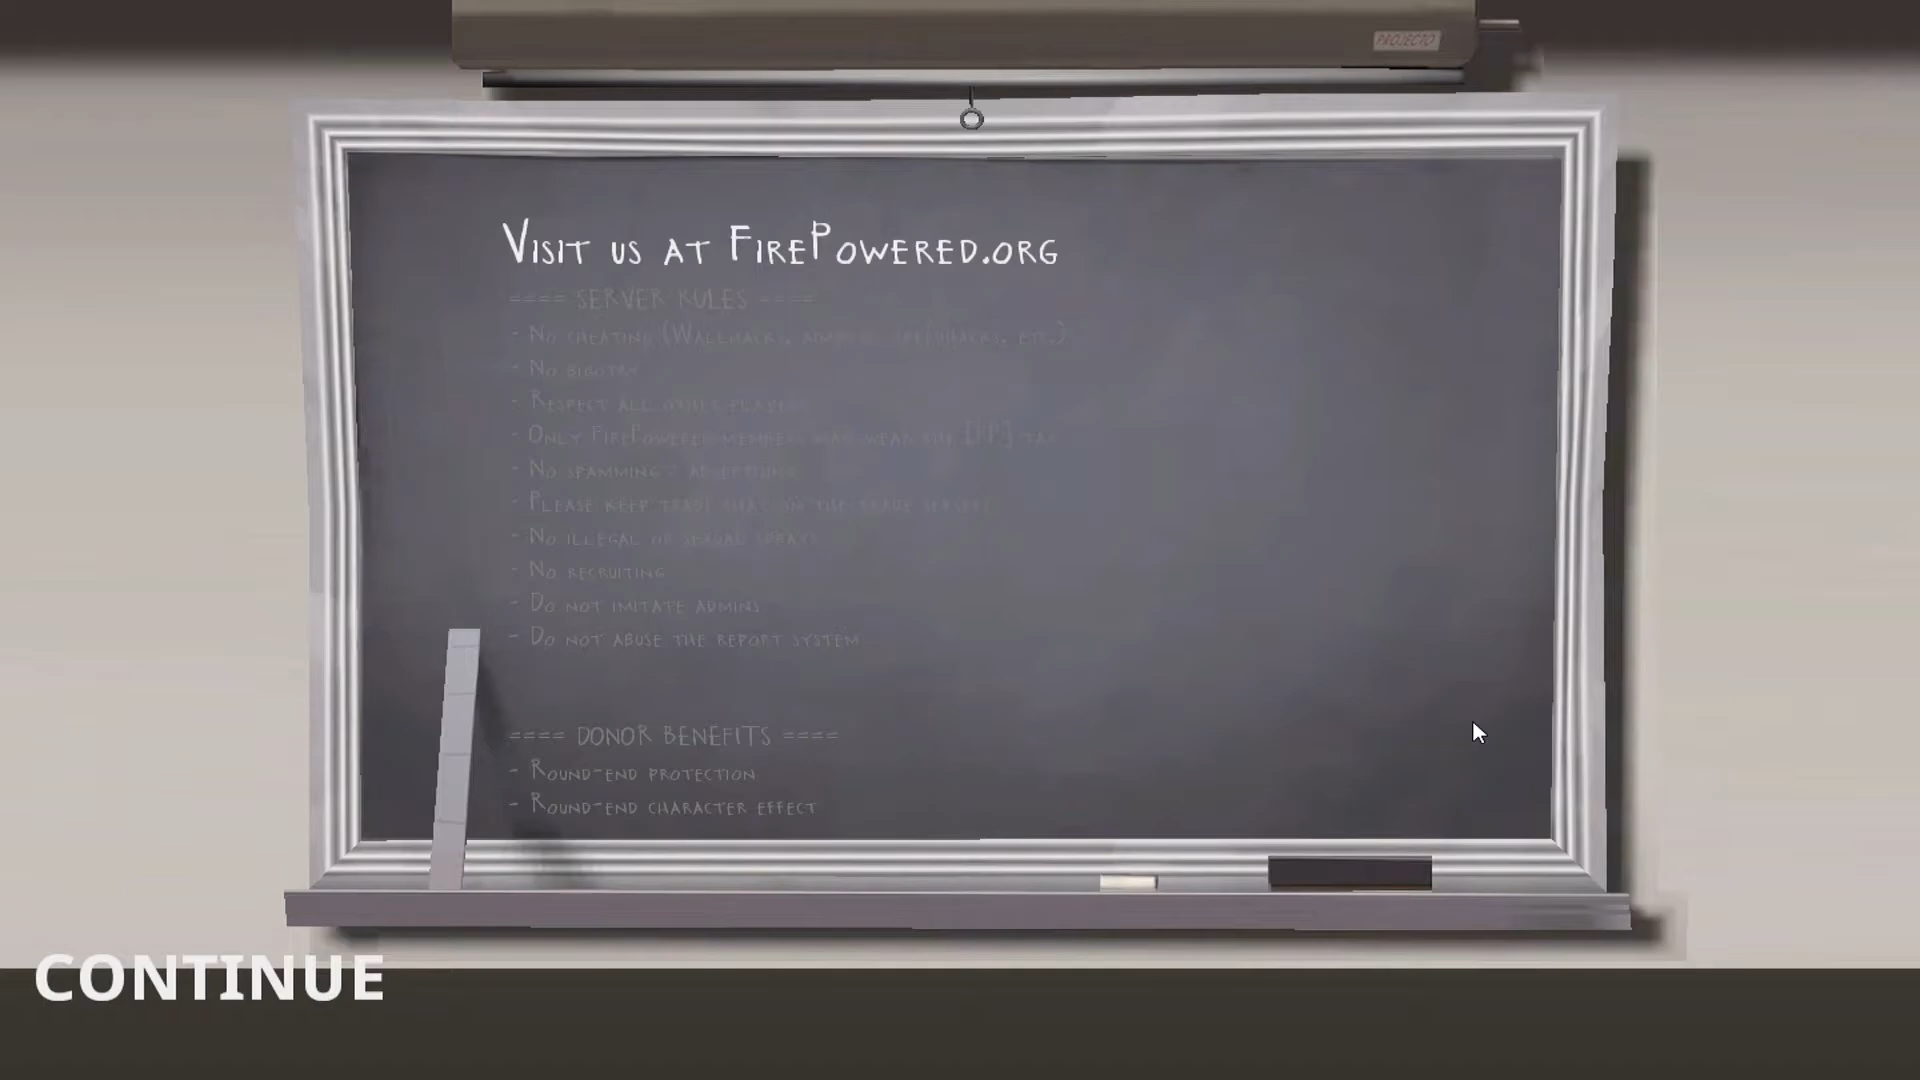 PROJECTO
Visit us at FirePowered.org
==== SERVER RULES ====
- No cheating (Wallhacks, aimbots, speedhacks, etc.)
- No bigotry
- Respect all other players
- Only FirePowered members may wear the [FP] tag
- No spamming / advertising
- Please keep trade chat on the trade servers
- No illegal or sexual sprays
- No recruiting
- Do not imitate admins
- Do not abuse the report system
==== DONOR BENEFITS ====
- Round-end protection
- Round-end character effect
CONTINUE